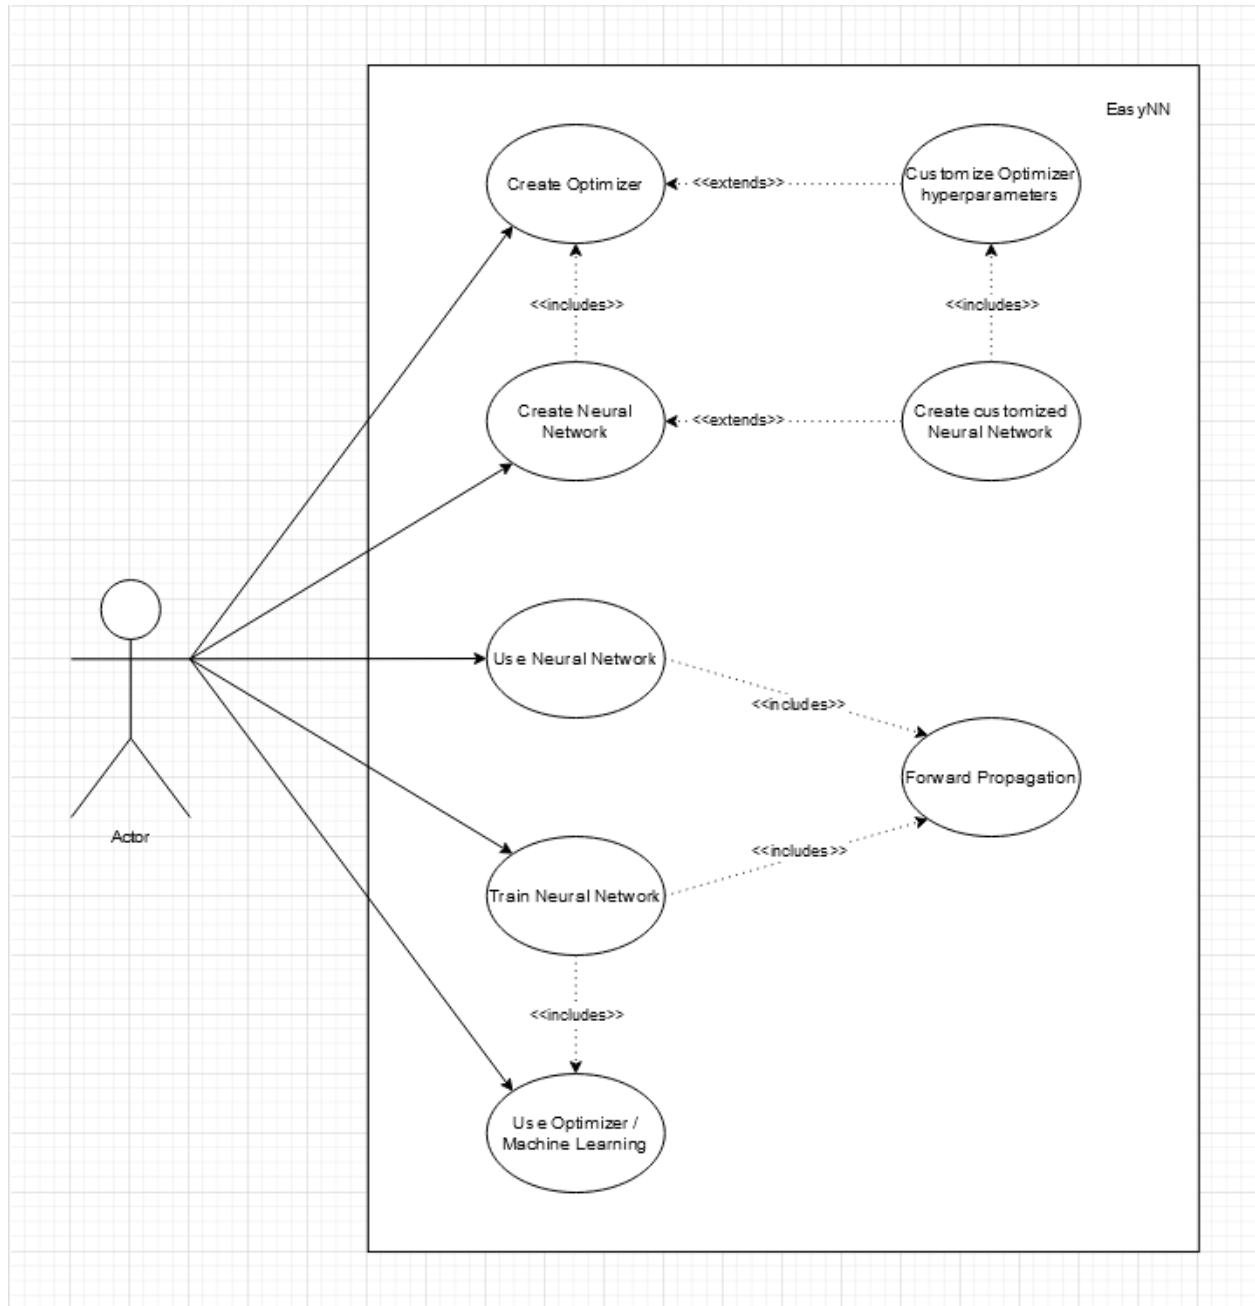 EasyNN
Create Optimizer
<<extends>>
Customize Optimizer
hyperparameters
<<includes>>
<<includes>>
Create Neural
Network
<<extends>>
Create customized
Neural Network
Use Neural Network
<<includes>>
Forward Propagation
Actor
<<includes>>
Train Neural Network
<<includes>>
Use Optimizer /
Machine Learning